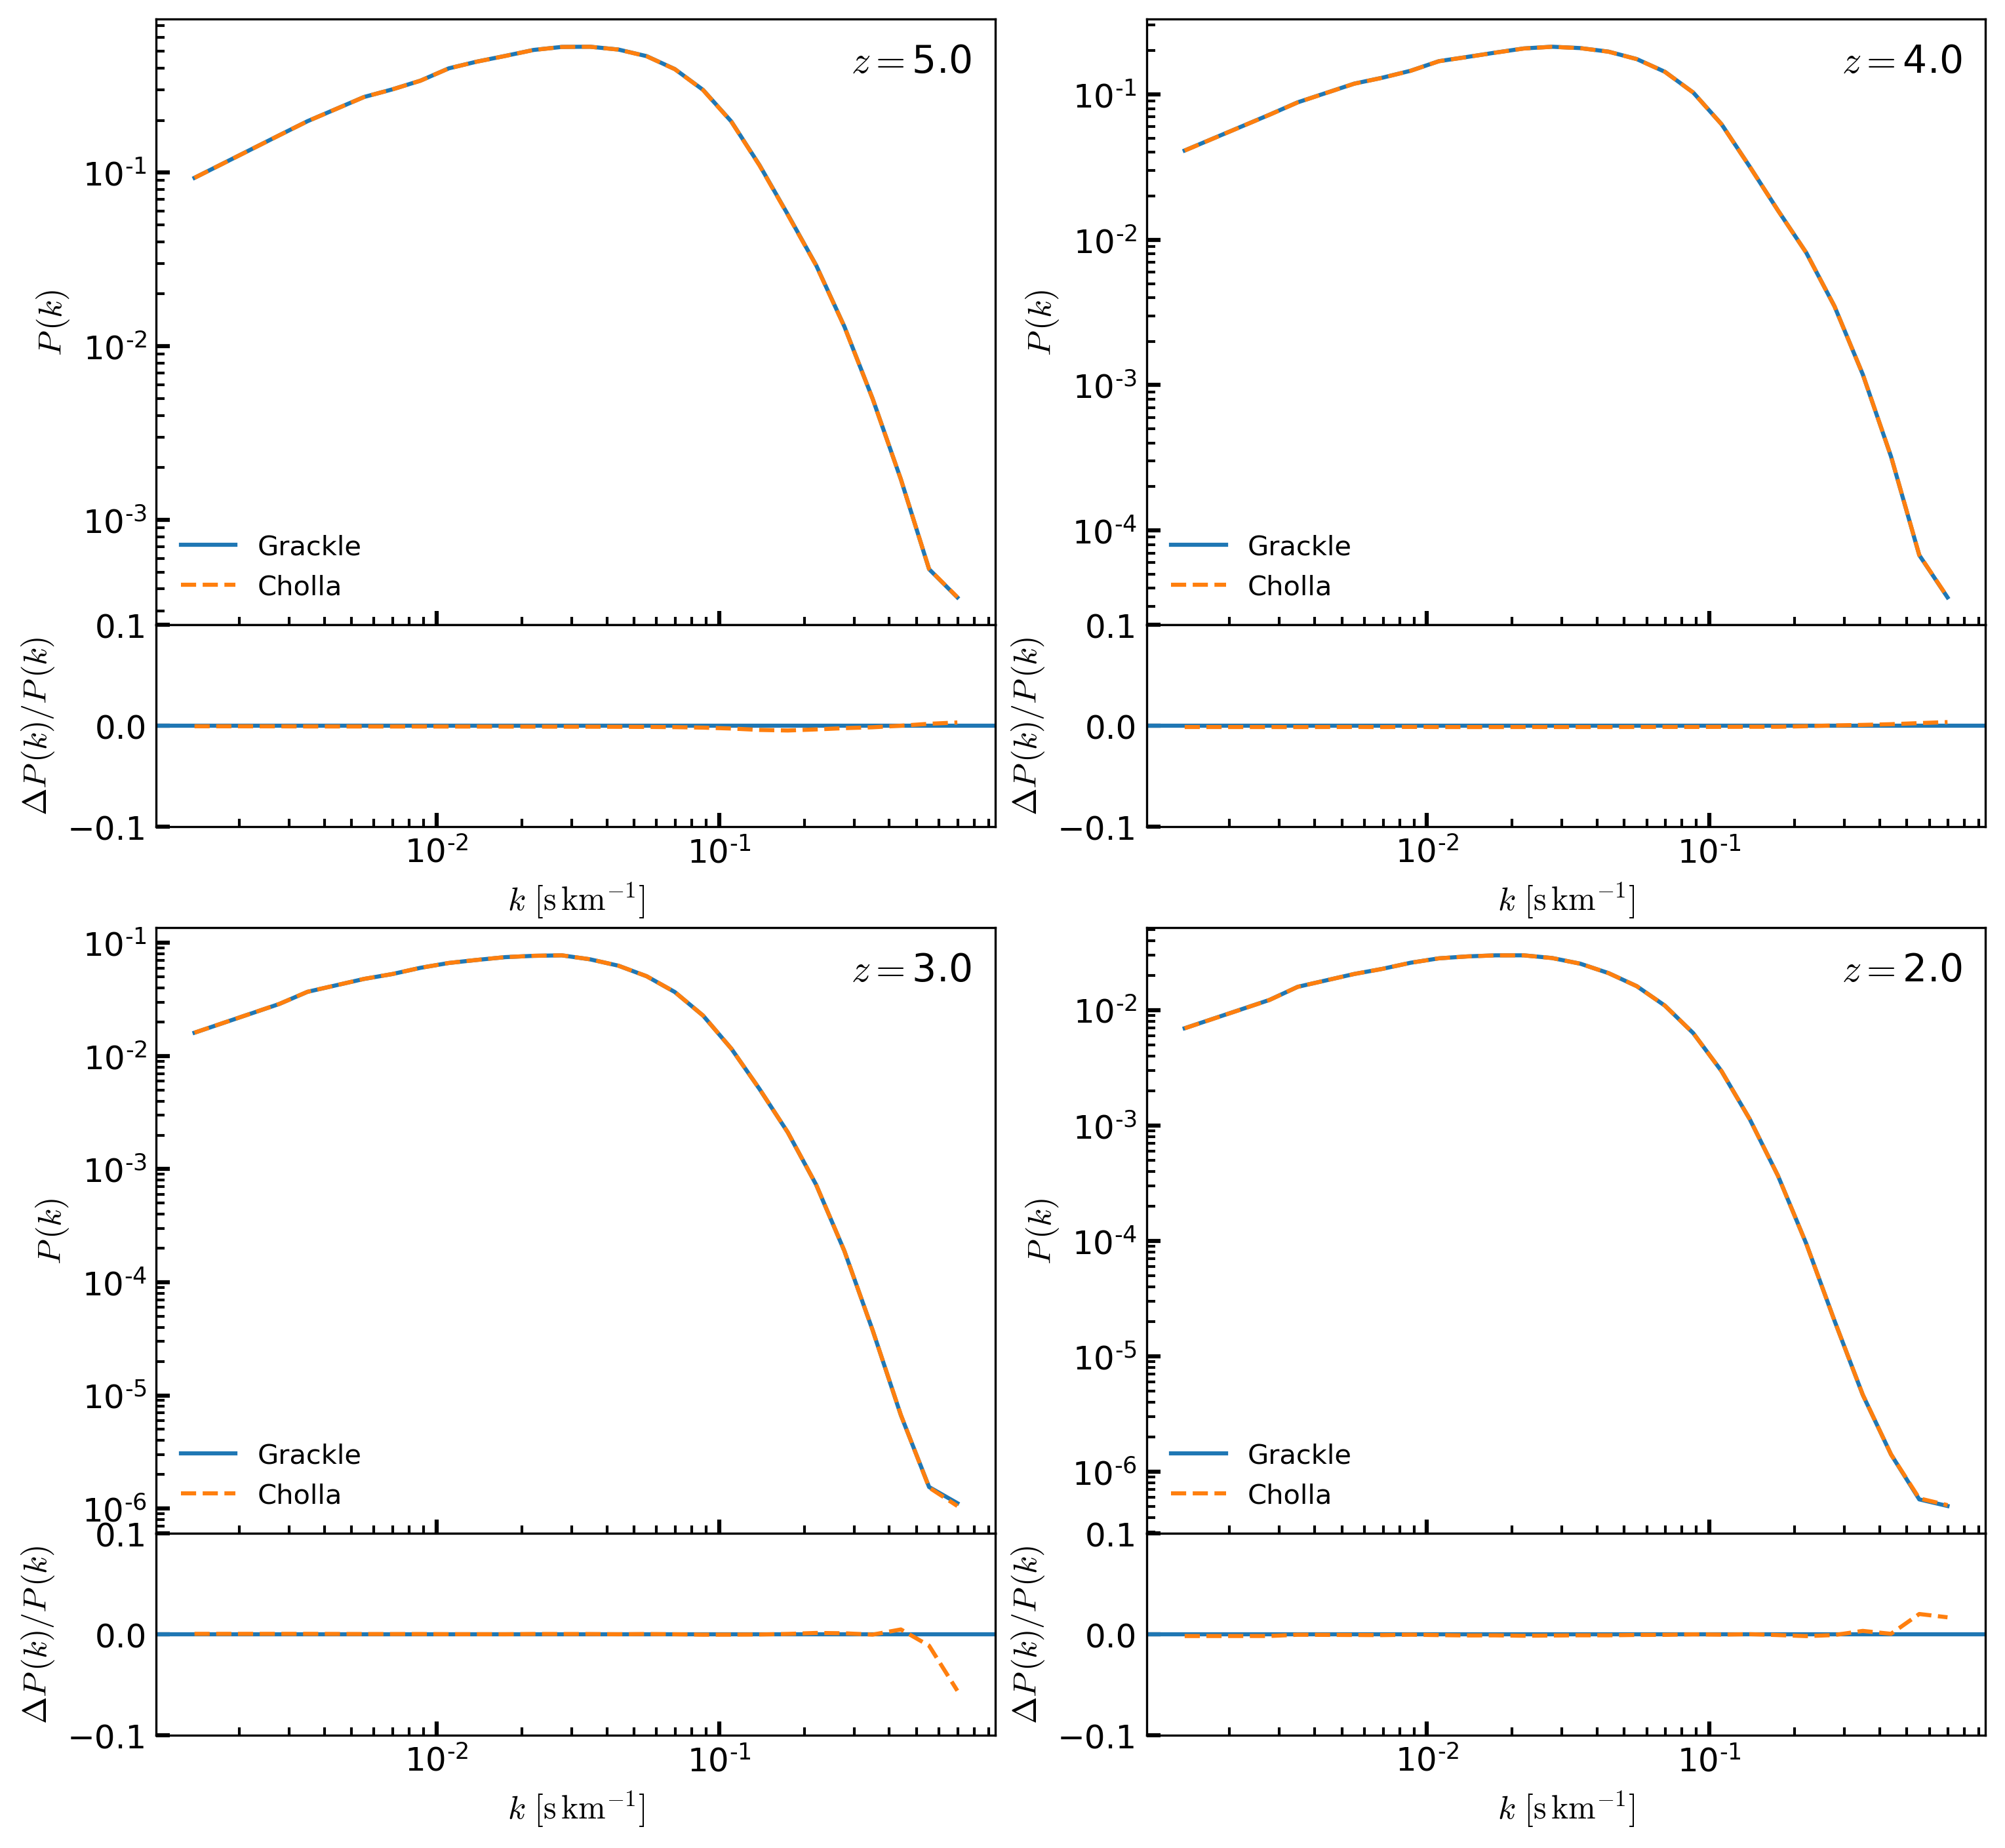 z = 5.0
P(k)
10^-1
10^-2
10^-3
Grackle
Cholla
ΔP(k)/P(k)
0.1
0.0
−0.1
10^-2 10^-1
k [s km^−1]
z = 4.0
P(k)
10^-1
10^-2
10^-3
10^-4
Grackle
Cholla
ΔP(k)/P(k)
0.1
0.0
−0.1
10^-2 10^-1
k [s km^−1]
z = 3.0
P(k)
10^-1
10^-2
10^-3
10^-4
10^-5
10^-6
Grackle
Cholla
ΔP(k)/P(k)
0.1
0.0
−0.1
10^-2 10^-1
k [s km^−1]
z = 2.0
P(k)
10^-2
10^-3
10^-4
10^-5
10^-6
Grackle
Cholla
ΔP(k)/P(k)
0.1
0.0
−0.1
10^-2 10^-1
k [s km^−1]